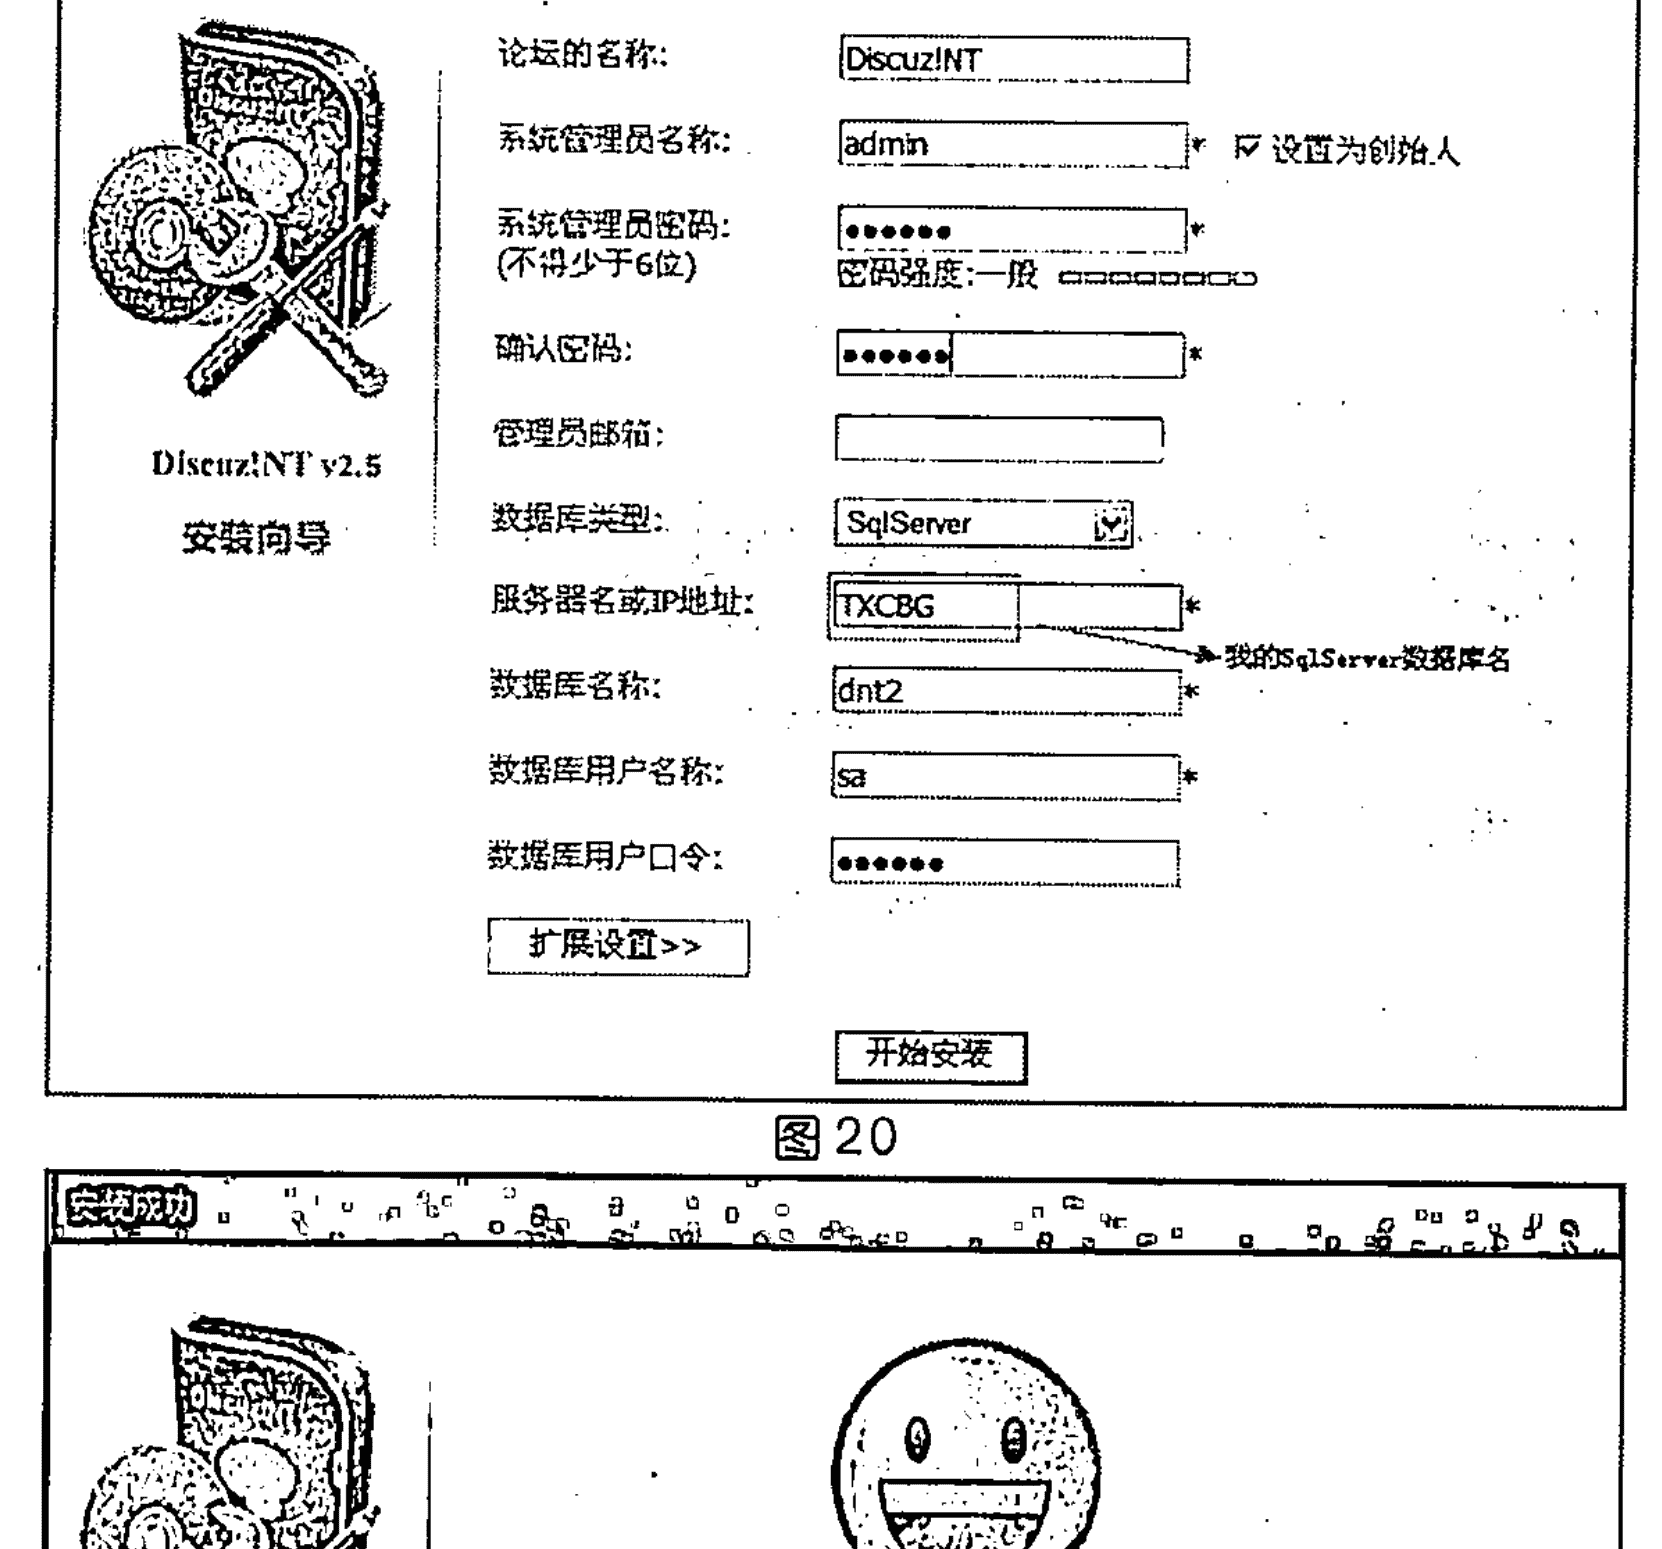 论坛的名称:
Discuz!NT
系统管理员名称:
admin
*
设置为创始人
系统管理员密码:
(不得少于6位)
●●●●●●
*
密码强度:一般
确认密码:
●●●●●●
*
管理员邮箱:
数据库类型:
SqlServer
服务器名或IP地址:
TXCBG
*
我的SqlServer数据库名
数据库名称:
dnt2
*
数据库用户名称:
sa
*
数据库用户口令:
●●●●●●
扩展设置>>
开始安装
Discuz!NT v2.5
安装向导
图 20
安装成功